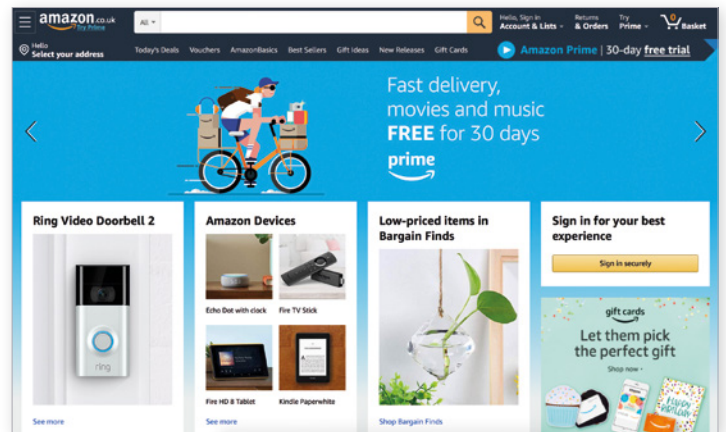 amazon.co.uk
Try Prime
All
Hello, Sign in
Account & Lists
Returns
& Orders
Try
Prime
0
Basket
Hello
Select your address
Today's Deals
Vouchers
AmazonBasics
Best Sellers
Gift Ideas
New Releases
Gift Cards
Amazon Prime | 30-day free trial
Fast delivery,
movies and music
FREE for 30 days
prime
Ring Video Doorbell 2
ring
See more
Amazon Devices
Echo Dot with clock
Fire TV Stick
Fire HD 8 Tablet
Kindle Paperwhite
See more
Low-priced items in
Bargain Finds
Shop Bargain Finds
Sign in for your best
experience
Sign in securely
gift cards
Let them pick
the perfect gift
Shop now
HAPPY
BIRTHDAY